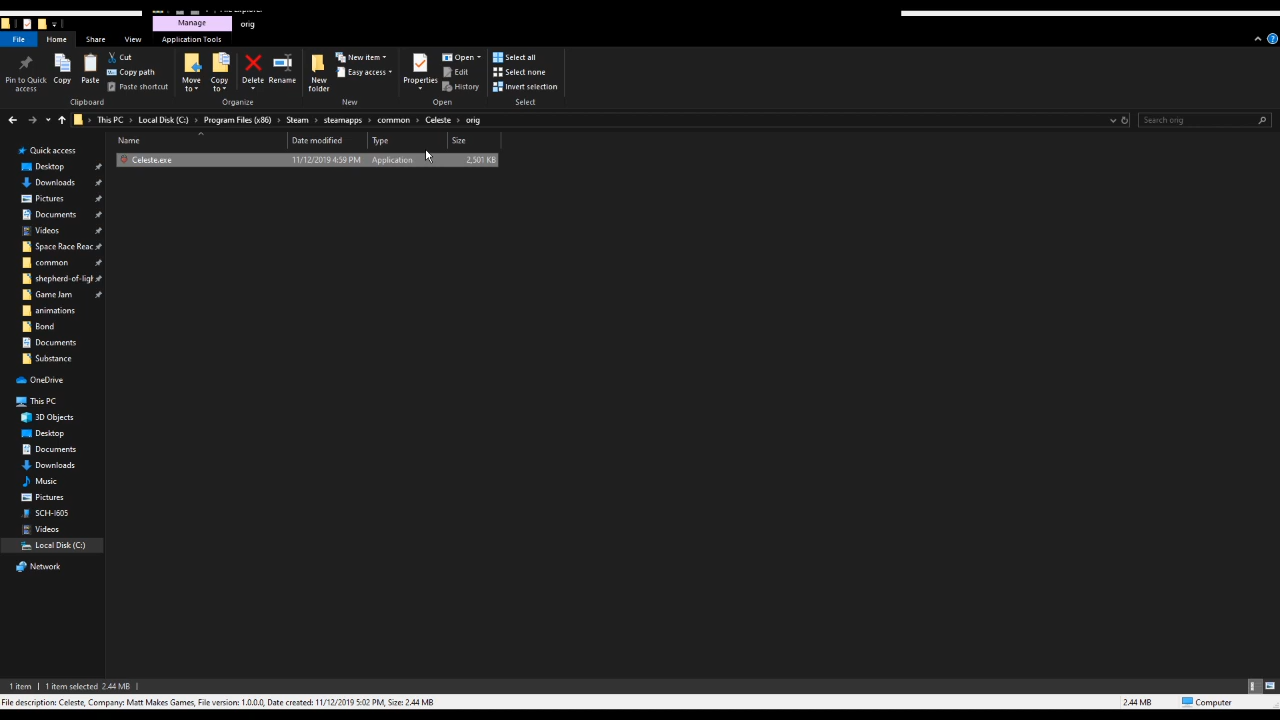 Manage
orig
File
Home
Share
View
Application Tools
Pin to Quick access
Copy
Paste
Cut
Copy path
Paste shortcut
Clipboard
Move to
Copy to
Delete
Rename
Organize
New folder
New item
Easy access
New
Properties
Open
Edit
History
Open
Select all
Select none
Invert selection
Select
This PC > Local Disk (C:) > Program Files (x86) > Steam > steamapps > common > Celeste > orig
Search orig
Name
Date modified
Type
Size
Celeste.exe
11/12/2019 4:59 PM
Application
2,501 KB
Quick access
Desktop
Downloads
Pictures
Documents
Videos
Space Race Reac
common
shepherd-of-ligh
Game Jam
animations
Bond
Documents
Substance
OneDrive
This PC
3D Objects
Desktop
Documents
Downloads
Music
Pictures
SCH-I605
Videos
Local Disk (C:)
Network
1 item
1 item selected 2.44 MB
File description: Celeste, Company: Matt Makes Games, File version: 1.0.0.0, Date created: 11/12/2019 5:02 PM, Size: 2.44 MB
2.44 MB
Computer